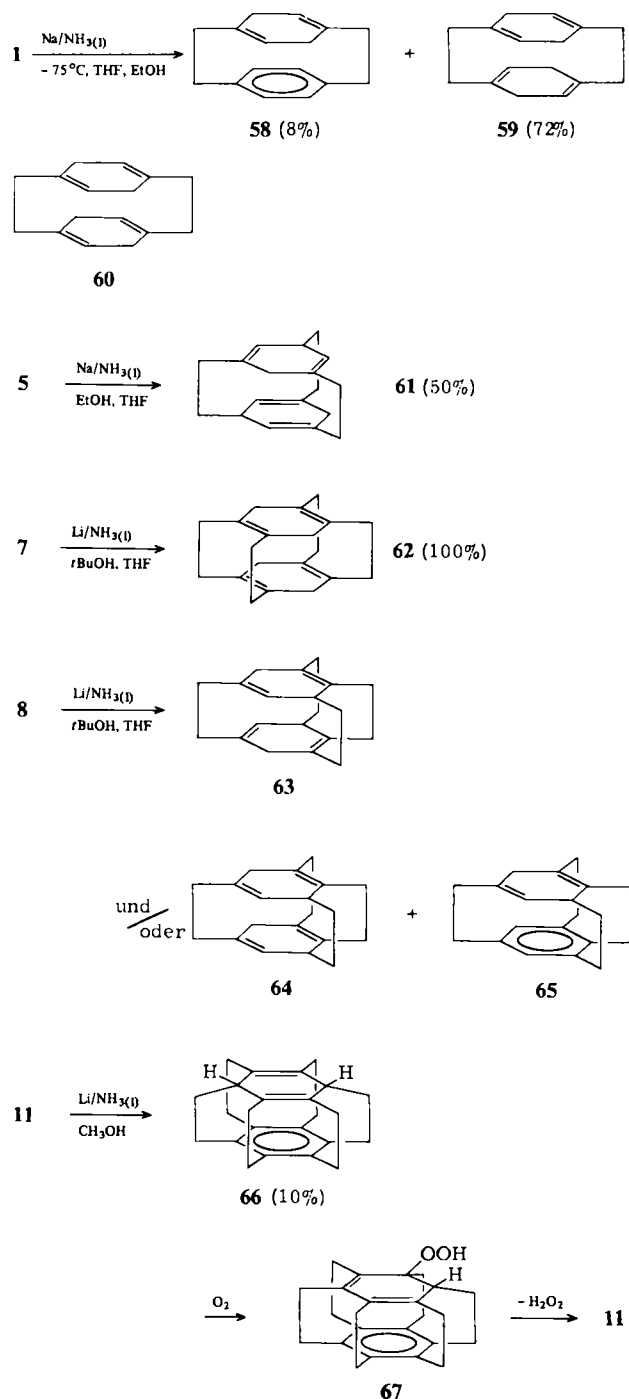 1 Na/NH3(l) +
– 75°C, THF, EtOH
58 (8%) 59 (72%)
60
5 Na/NH3(l) 61 (50%)
EtOH, THF
7 Li/NH3(l) 62 (100%)
tBuOH, THF
8 Li/NH3(l)
tBuOH, THF
63
und/oder +
64 65
H H
11 Li/NH3(l)
CH3OH
66 (10%)
OOH
H
O2 – H2O2 11
67